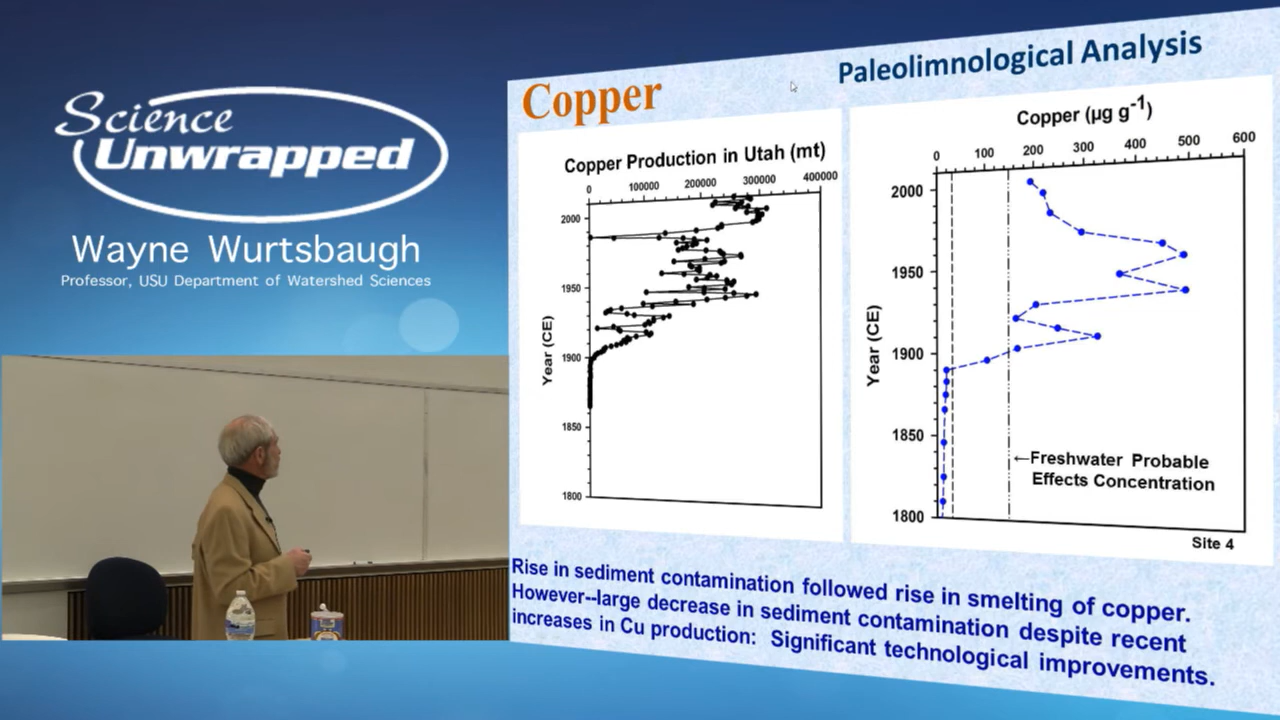 Science
Unwrapped
Wayne Wurtsbaugh
Professor, USU Department of Watershed Sciences
Copper
Paleolimnological Analysis
Copper Production in Utah (mt)
0 100000 200000 300000 400000
2000
1950
1900
1850
1800
Year (CE)
Copper (µg g-1)
0 100 200 300 400 500 600
2000
1950
1900
1850
1800
Year (CE)
←Freshwater Probable
Effects Concentration
Site 4
Rise in sediment contamination followed rise in smelting of copper.
However--large decrease in sediment contamination despite recent
increases in Cu production: Significant technological improvements.